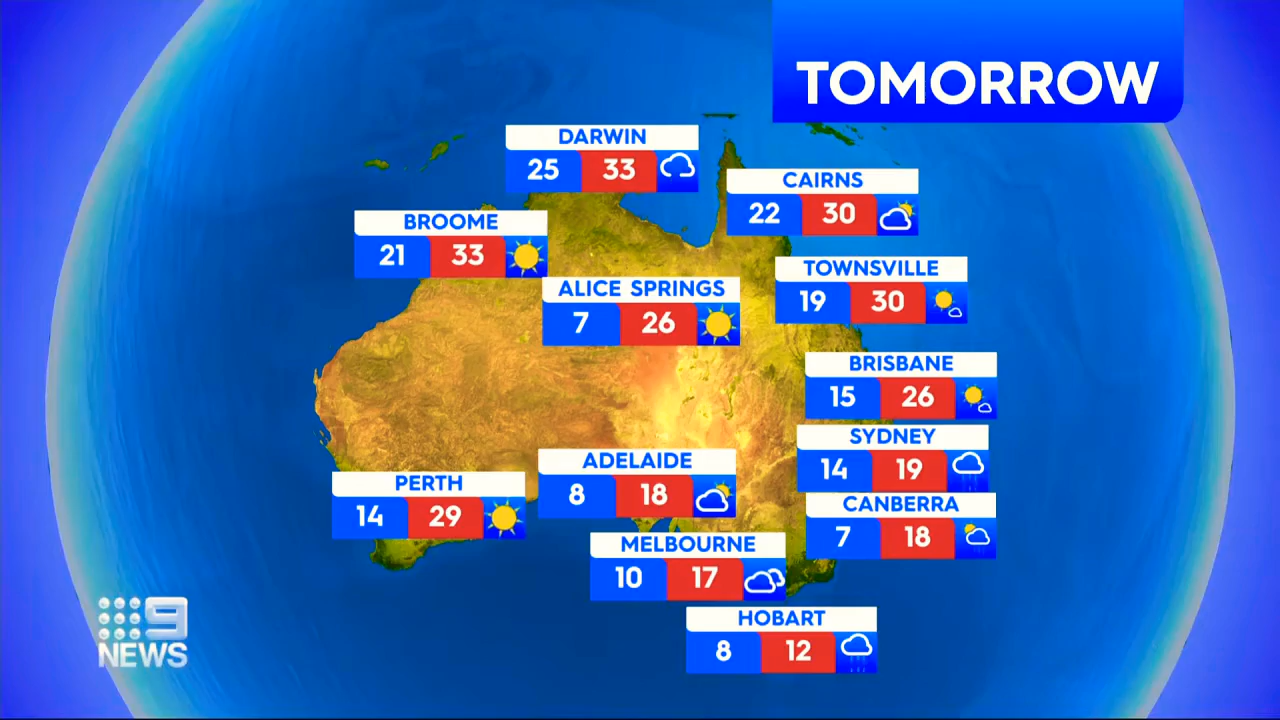 TOMORROW
DARWIN
25 33
CAIRNS
22 30
BROOME
21 33
TOWNSVILLE
19 30
ALICE SPRINGS
7 26
BRISBANE
15 26
SYDNEY
14 19
ADELAIDE
8 18
PERTH
14 29
CANBERRA
7 18
MELBOURNE
10 17
HOBART
8 12
9
NEWS